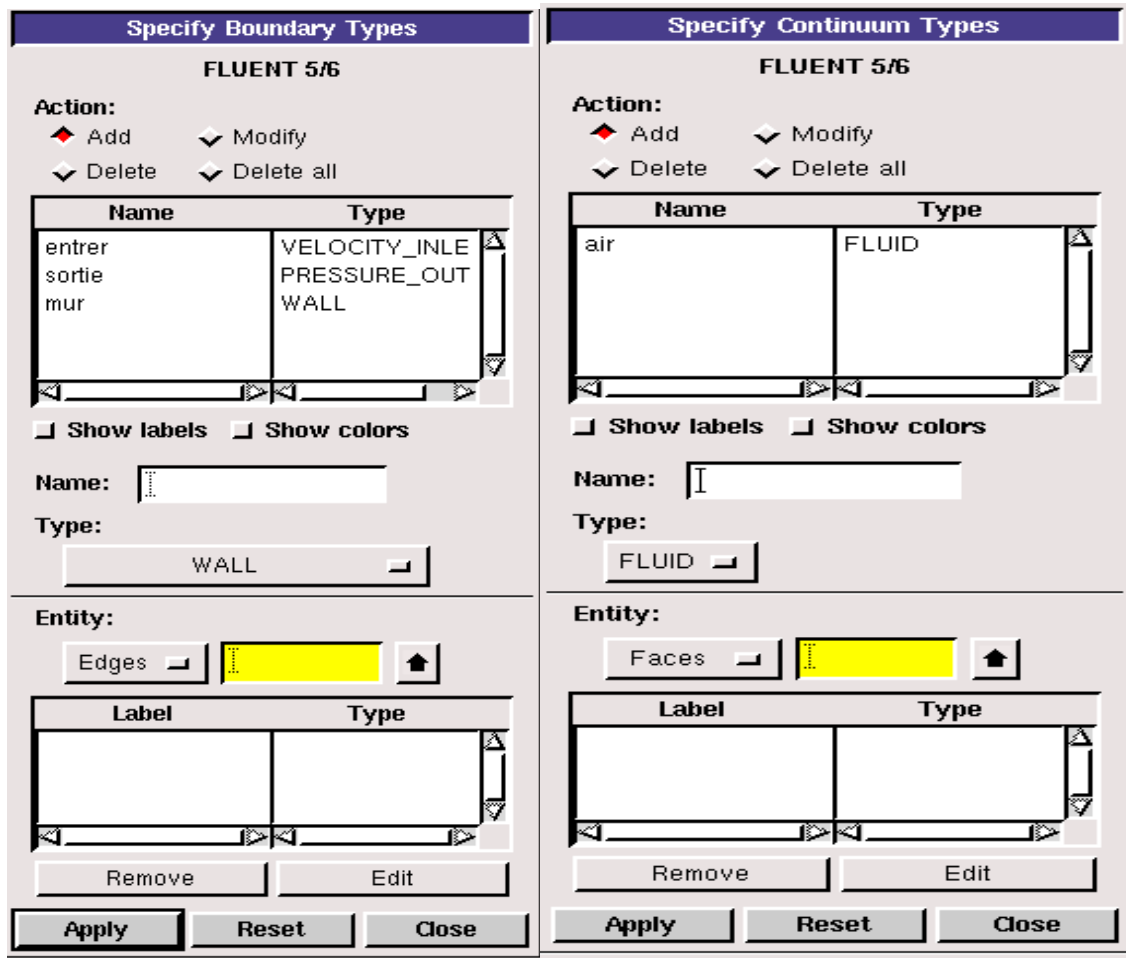 Specify Boundary Types
FLUENT 5/6
Action:
Add Modify
Delete Delete all
Name Type
entrer VELOCITY_INLE
sortie PRESSURE_OUT
mur WALL
Show labels Show colors
Name:
Type:
WALL
Entity:
Edges
Label Type
Remove Edit
Apply Reset Close
Specify Continuum Types
FLUENT 5/6
Action:
Add Modify
Delete Delete all
Name Type
air FLUID
Show labels Show colors
Name:
Type:
FLUID
Entity:
Faces
Label Type
Remove Edit
Apply Reset Close